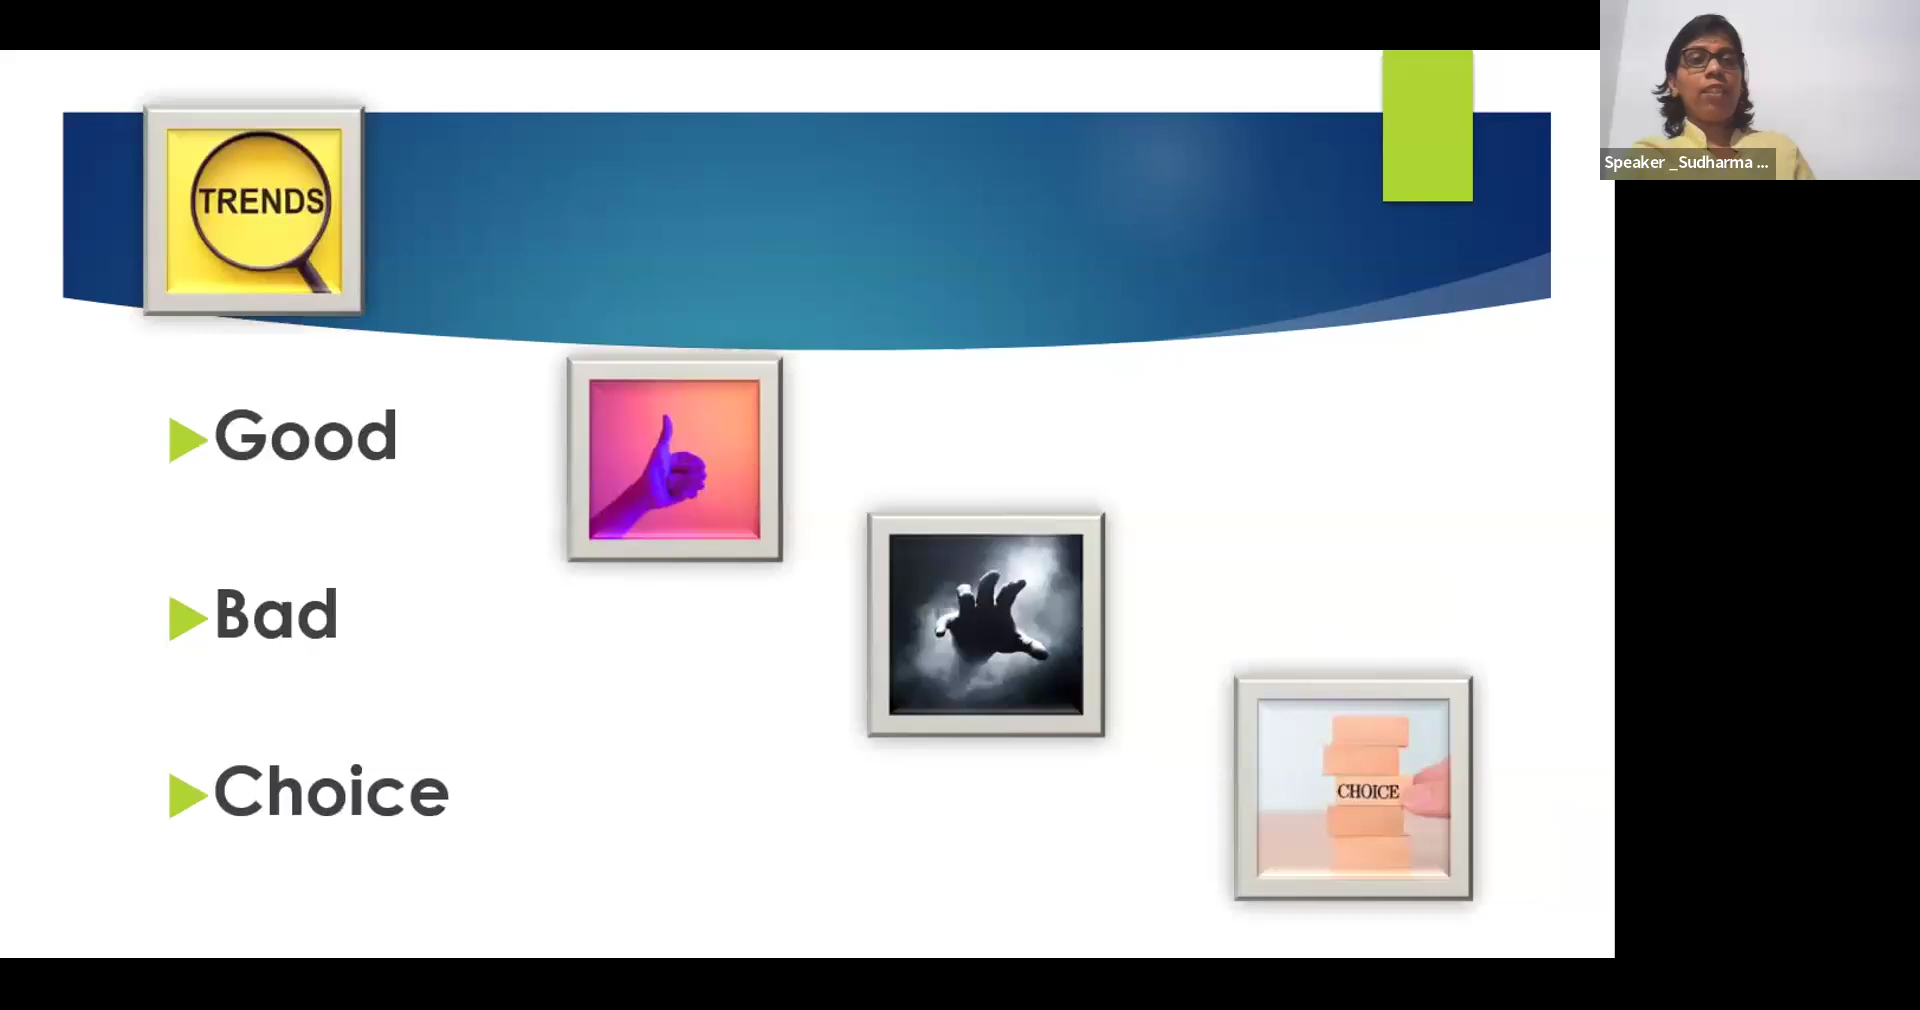 Speaker _Sudharma ...
TRENDS
Good
Bad
Choice
CHOICE